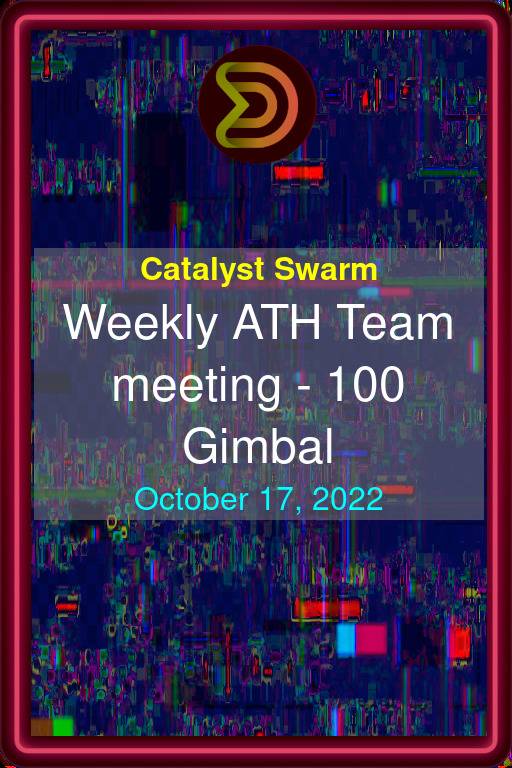 Catalyst Swarm
Weekly ATH Team
meeting - 100
Gimbal
October 17, 2022